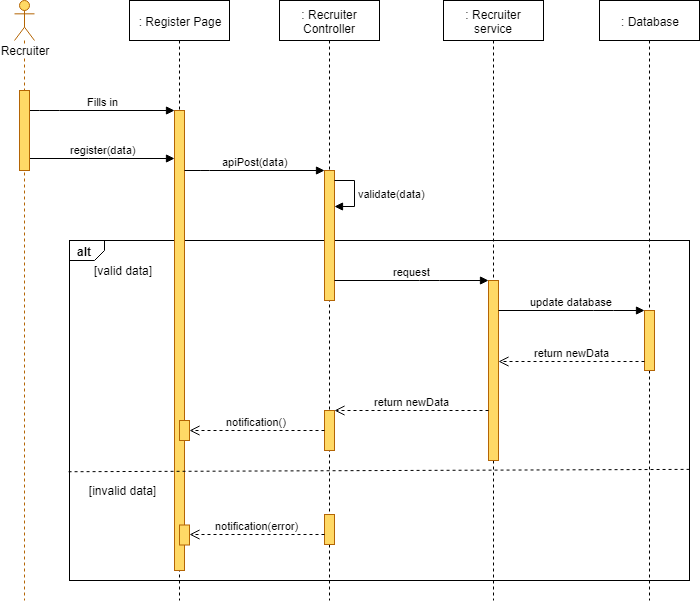 Recruiter
: Register Page
: Recruiter
Controller
: Recruiter
service
: Database
Fills in
register(data)
apiPost(data)
validate(data)
alt
[valid data]
request
update database
return newData
return newData
notification()
[invalid data]
notification(error)